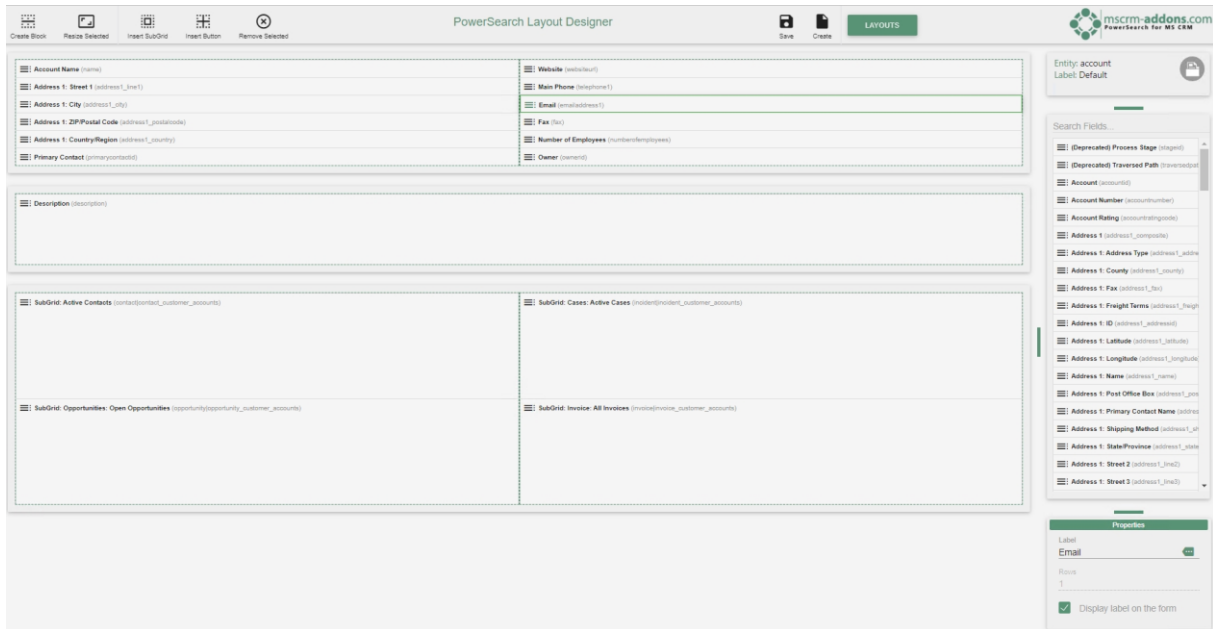 Create Block
Resize Selected
Insert SubGrid
Insert Button
Remove Selected
PowerSearch Layout Designer
Save
Create
LAYOUTS
mscrm-addons.com
PowerSearch for MS CRM
Account Name (name)
Address 1: Street 1 (address1_line1)
Address 1: City (address1_city)
Address 1: ZIP/Postal Code (address1_postalcode)
Address 1: Country/Region (address1_country)
Primary Contact (primarycontactid)
Website (websiteurl)
Main Phone (telephone1)
Email (emailaddress1)
Fax (fax)
Number of Employees (numberofemployees)
Owner (ownerid)
Description (description)
SubGrid: Active Contacts (contact|contact_customer_accounts)
SubGrid: Cases: Active Cases (incident|incident_customer_accounts)
SubGrid: Opportunities: Open Opportunities (opportunity|opportunity_customer_accounts)
SubGrid: Invoice: All Invoices (invoice|invoice_customer_accounts)
Entity: account
Label: Default
Search Fields...
(Deprecated) Process Stage (stageid)
(Deprecated) Traversed Path (traversedpat
Account (accountid)
Account Number (accountnumber)
Account Rating (accountratingcode)
Address 1 (address1_composite)
Address 1: Address Type (address1_addre
Address 1: County (address1_county)
Address 1: Fax (address1_fax)
Address 1: Freight Terms (address1_freigh
Address 1: ID (address1_addressid)
Address 1: Latitude (address1_latitude)
Address 1: Longitude (address1_longitude)
Address 1: Name (address1_name)
Address 1: Post Office Box (address1_pos
Address 1: Primary Contact Name (addres
Address 1: Shipping Method (address1_sh
Address 1: State/Province (address1_state
Address 1: Street 2 (address1_line2)
Address 1: Street 3 (address1_line3)
Properties
Label
Email
Rows
1
Display label on the form